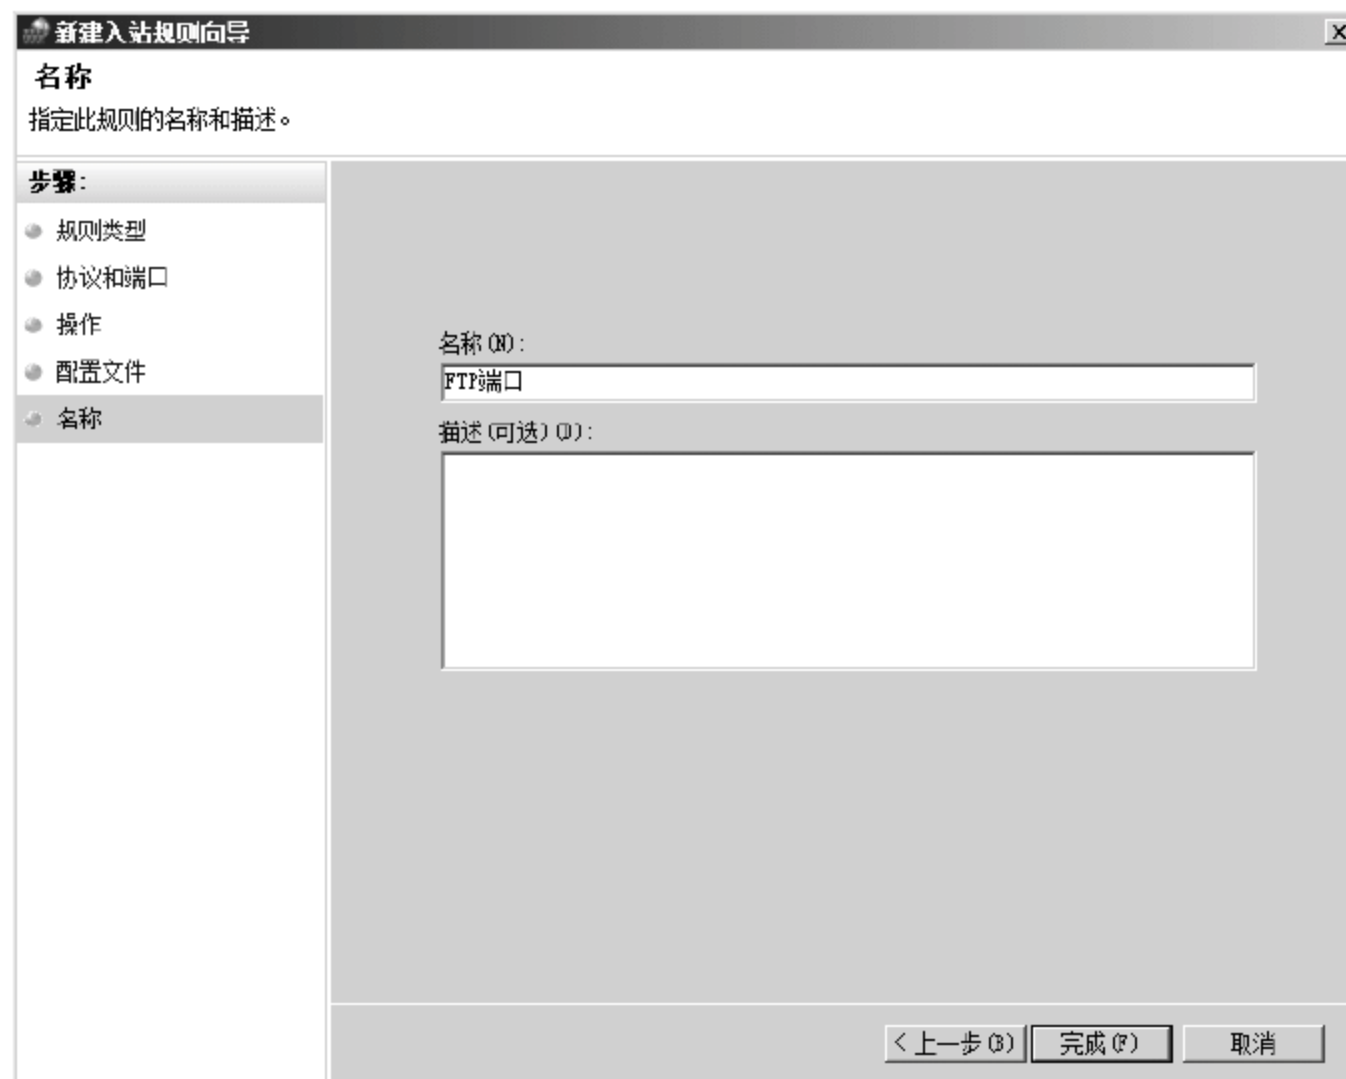 新建入站规则向导
名称
指定此规则的名称和描述。
步骤:
规则类型
协议和端口
操作
配置文件
名称
名称(N):
FTP端口
描述(可选)(D):
< 上一步(B)
完成(F)
取消